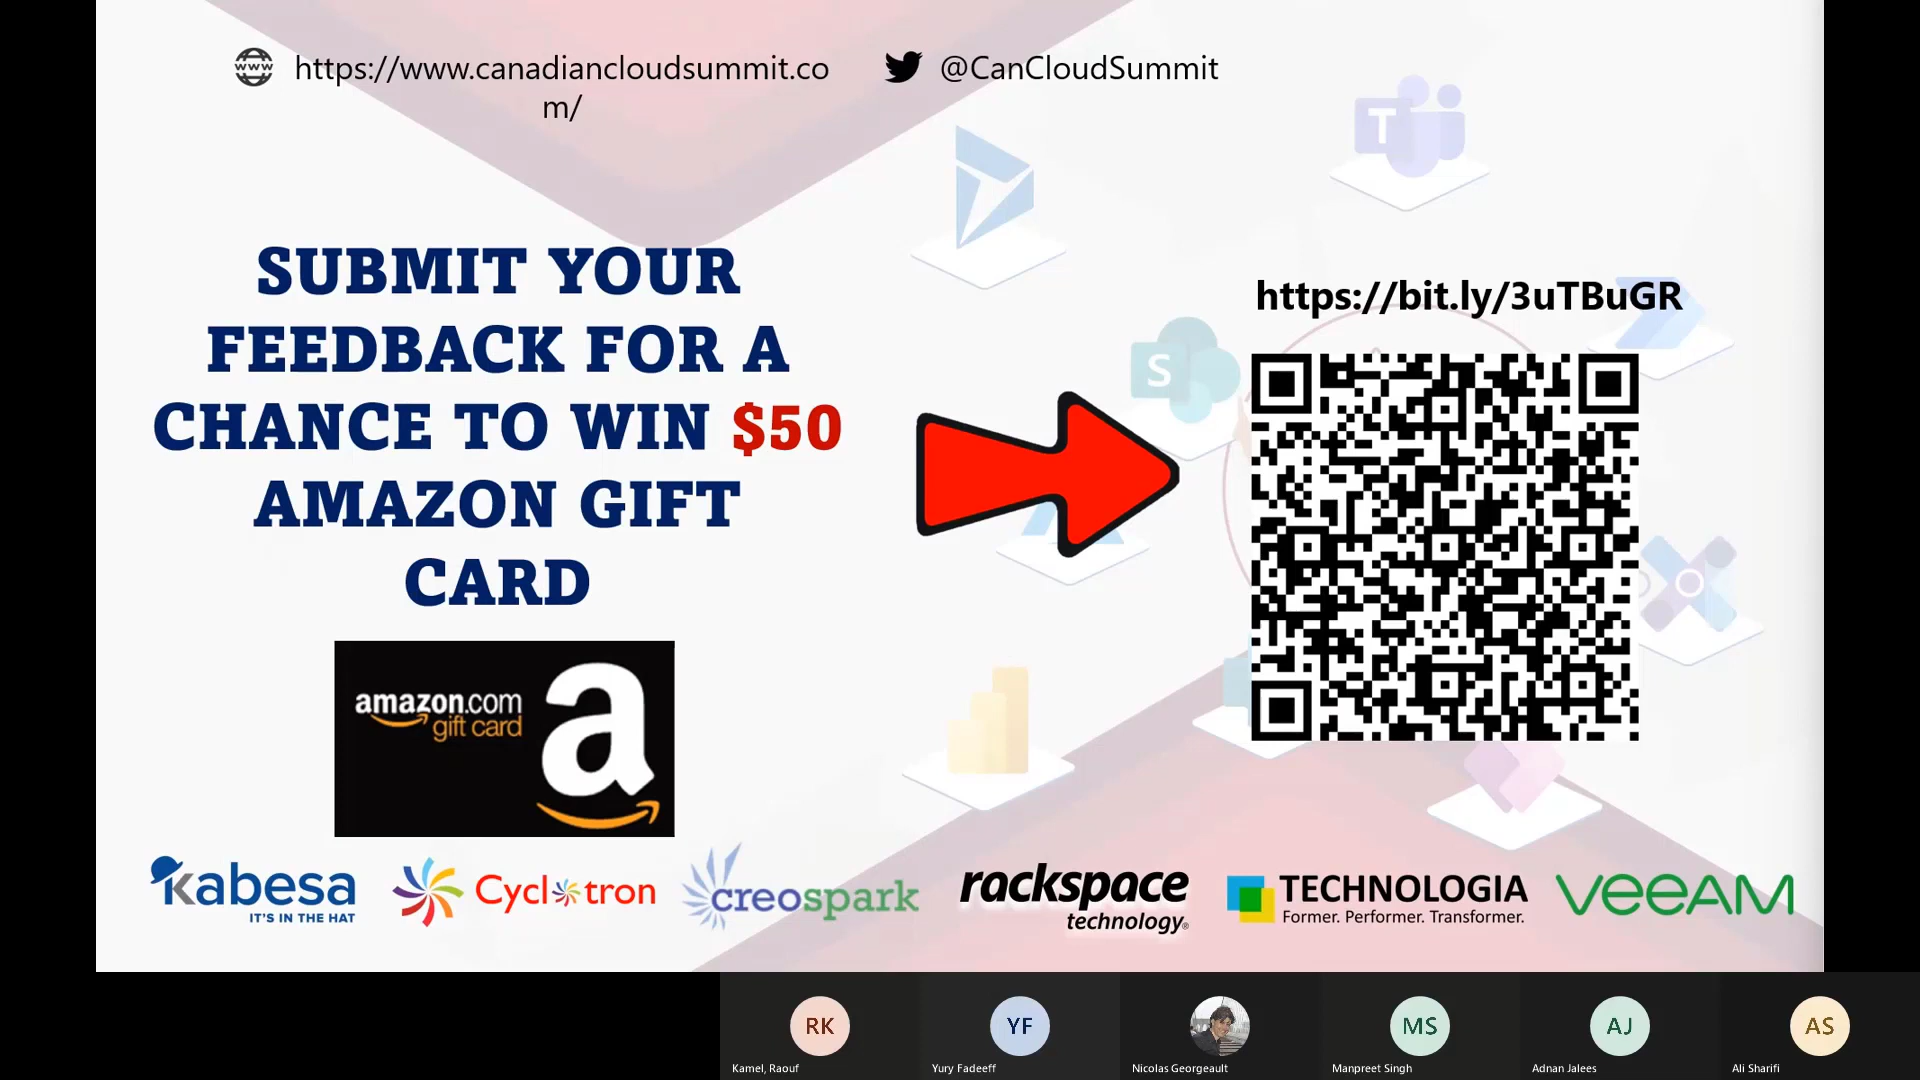 https://www.canadiancloudsummit.co
m/
@CanCloudSummit
SUBMIT YOUR
FEEDBACK FOR A
CHANCE TO WIN $50
AMAZON GIFT
CARD
https://bit.ly/3uTBuGR
T
S
amazon.com
gift card
a
kabesa
IT'S IN THE HAT
Cyclotron
creospark
rackspace
technology®
TECHNOLOGIA
Former. Performer. Transformer.
veeAM
RK
Kamel, Raouf
YF
Yury Fadeeff
Nicolas Georgeault
MS
Manpreet Singh
AJ
Adnan Jalees
AS
Ali Sharifi